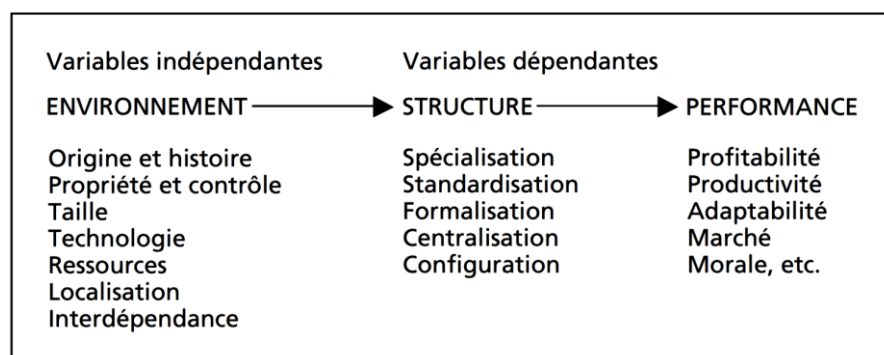 Variables indépendantes
Variables dépendantes
ENVIRONNEMENT
STRUCTURE
PERFORMANCE
Origine et histoire
Propriété et contrôle
Taille
Technologie
Ressources
Localisation
Interdépendance
Spécialisation
Standardisation
Formalisation
Centralisation
Configuration
Profitabilité
Productivité
Adaptabilité
Marché
Morale, etc.